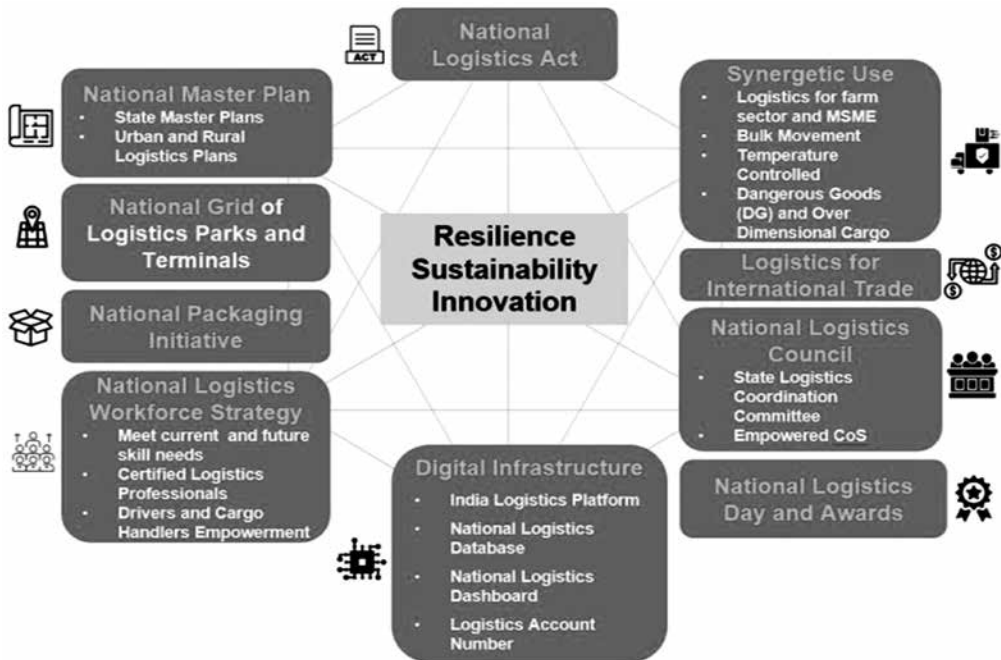 ACT
National
Logistics Act
National Master Plan
• State Master Plans
• Urban and Rural
Logistics Plans
National Grid of
Logistics Parks and
Terminals
National Packaging
Initiative
National Logistics
Workforce Strategy
• Meet current and future
skill needs
• Certified Logistics
Professionals
• Drivers and Cargo
Handlers Empowerment
Resilience
Sustainability
Innovation
Digital Infrastructure
• India Logistics Platform
• National Logistics
Database
• National Logistics
Dashboard
• Logistics Account
Number
Synergetic Use
• Logistics for farm
sector and MSME
• Bulk Movement
• Temperature
Controlled
• Dangerous Goods
(DG) and Over
Dimensional Cargo
Logistics for
International Trade
$
$
National Logistics
Council
• State Logistics
Coordination
Committee
• Empowered CoS
National Logistics
Day and Awards